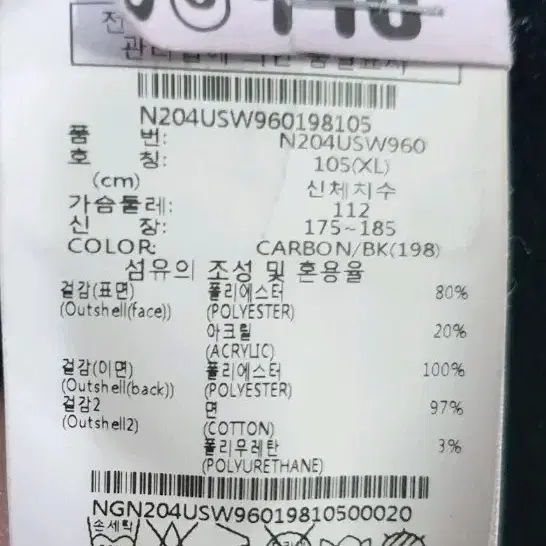 N204USW960198105
품 번: N204USW960
호 칭: 105(XL)
(cm) 신체치수
가슴둘레: 112
신 장: 175~185
COLOR: CARBON/BK(198)
섬유의 조성 및 혼용율
겉감(표면) 폴리에스터 80%
(Outshell(face)) (POLYESTER)
아크릴 20%
(ACRYLIC)
겉감(이면) 폴리에스터 100%
(Outshell(back)) (POLYESTER)
겉감2 면 97%
(Outshell2) (COTTON)
폴리우레탄 3%
(POLYURETHANE)
NGN204USW96019810500020
손세탁